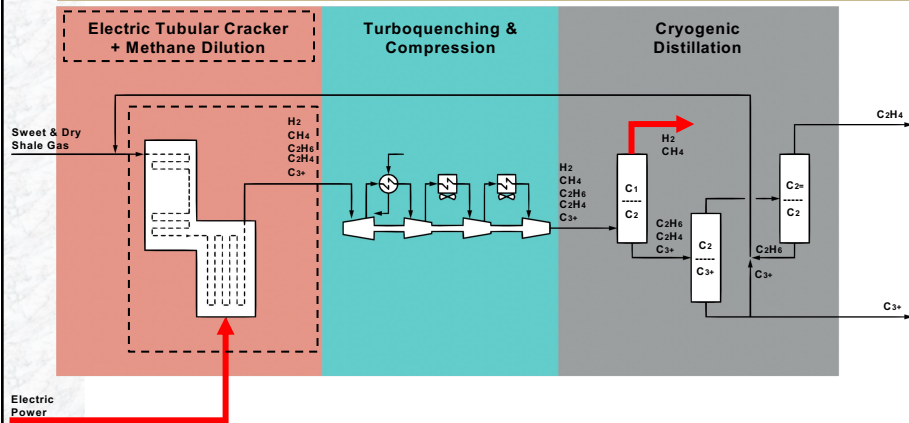 Electric Tubular Cracker
+ Methane Dilution
Turboquenching &
Compression
Cryogenic
Distillation
Sweet & Dry
Shale Gas
H2
CH4
C2H6
C2H4
C3+
H2
CH4
C2H6
C2H4
C3+
H2
CH4
C1
-----
C2
C2H6
C2H4
C3+
C2
-----
C3+
C2=
-----
C2
C2H6
C3+
C2H4
C3+
Electric
Power